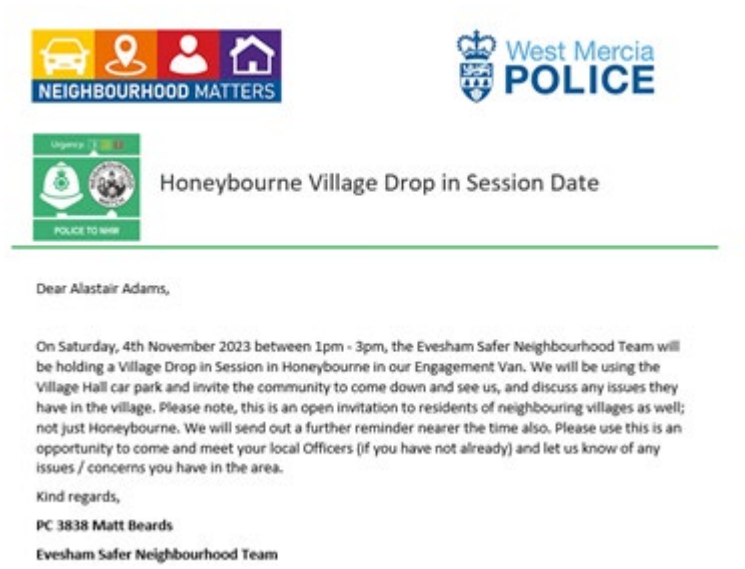 NEIGHBOURHOOD MATTERS
West Mercia
POLICE
Urgency
POLICE TO NHW
Honeybourne Village Drop in Session Date
Dear Alastair Adams,
On Saturday, 4th November 2023 between 1pm - 3pm, the Evesham Safer Neighbourhood Team will
be holding a Village Drop in Session in Honeybourne in our Engagement Van. We will be using the
Village Hall car park and invite the community to come down and see us, and discuss any issues they
have in the village. Please note, this is an open invitation to residents of neighbouring villages as well;
not just Honeybourne. We will send out a further reminder nearer the time also. Please use this is an
opportunity to come and meet your local Officers (if you have not already) and let us know of any
issues / concerns you have in the area.
Kind regards,
PC 3838 Matt Beards
Evesham Safer Neighbourhood Team